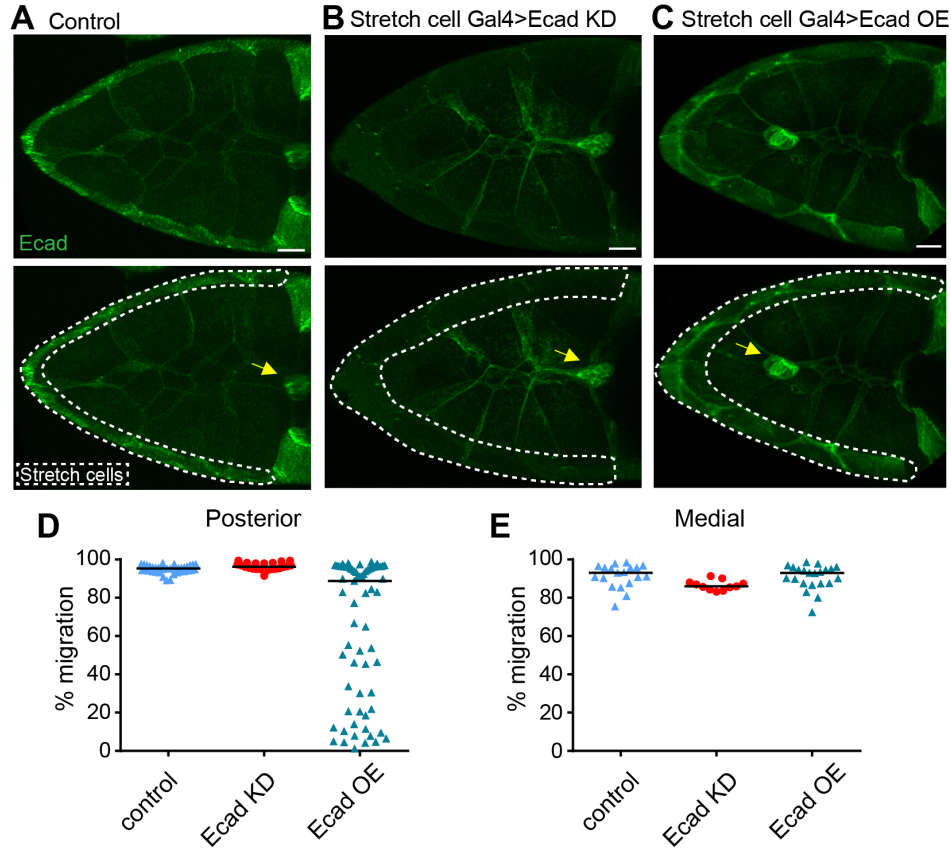 A Control
B Stretch cell Gal4>Ecad KD
C Stretch cell Gal4>Ecad OE
Ecad
Stretch cells
D Posterior
% migration
100
80
60
40
20
0
control
Ecad KD
Ecad OE
E Medial
% migration
100
80
60
40
20
0
control
Ecad KD
Ecad OE